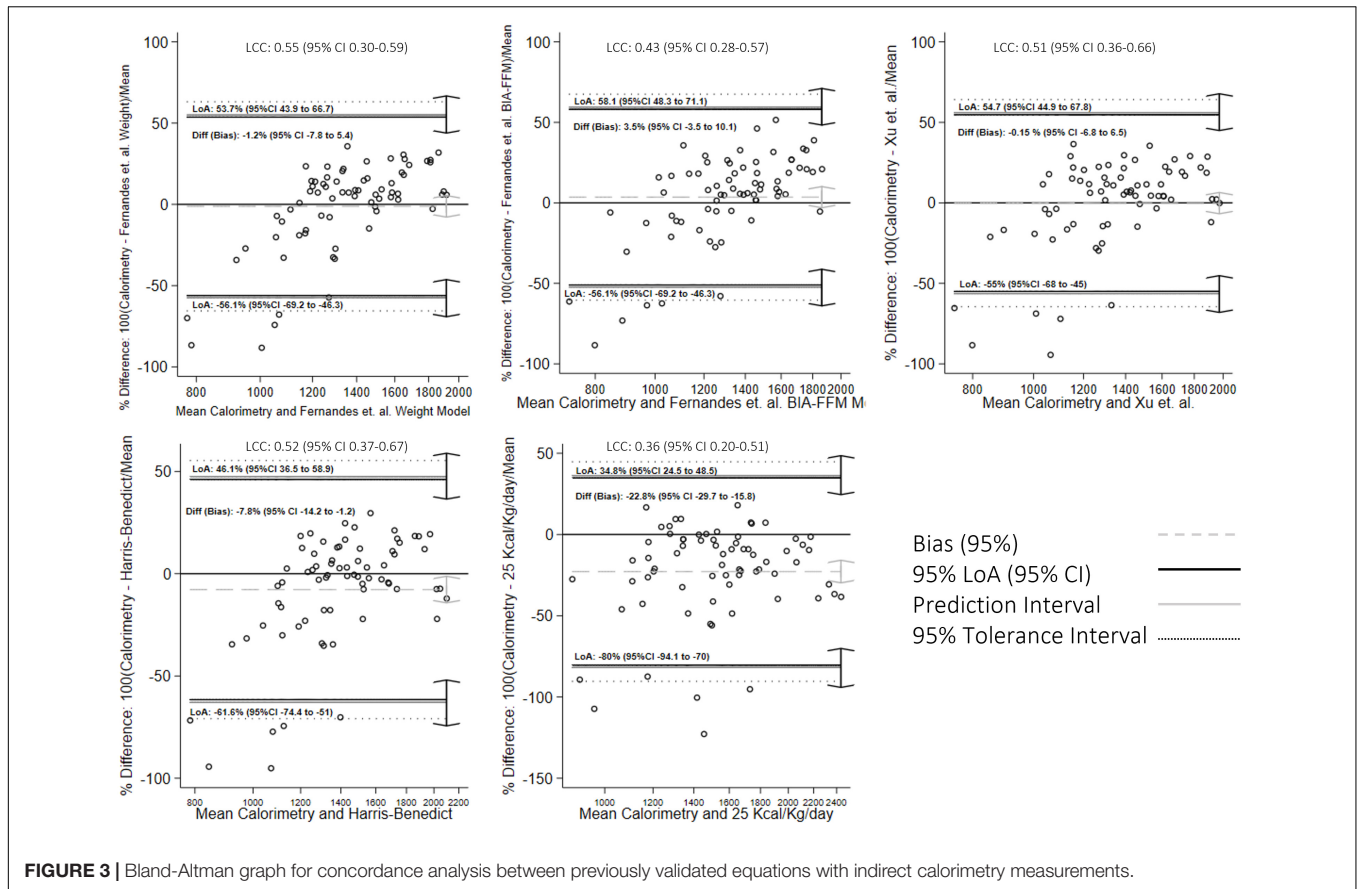 LCC: 0.55 (95% CI 0.30-0.59)
% Difference: 100(Calorimetry - Fernandes et. al. Weight)/Mean
100
50
0
-50
-100
LoA: 53.7% (95%CI 43.9 to 66.7)
Diff (Bias): -1.2% (95% CI -7.8 to 5.4)
LoA: -56.1% (95%CI -69.2 to -46.3)
800 1000 1200 1400 1600 1800 2000
Mean Calorimetry and Fernandes et. al. Weight Model
LCC: 0.43 (95% CI 0.28-0.57)
% Difference: 100(Calorimetry - Fernandes et. al. BIA-FFM)/Mean
100
50
0
-50
-100
LoA: 58.1 (95%CI 48.3 to 71.1)
Diff (Bias): 3.5% (95% CI -3.5 to 10.1)
LoA: -56.1% (95%CI -69.2 to -46.3)
800 1000 1200 1400 1600 1800 2000
Mean Calorimetry and Fernandes et. al. BIA-FFM M
LCC: 0.51 (95% CI 0.36-0.66)
% Difference: 100(Calorimetry - Xu et. al./Mean
100
50
0
-50
-100
LoA: 54.7 (95% CI 44.9 to 67.8)
Diff (Bias): -0.15 % (95% CI -6.8 to 6.5)
LoA: -55% (95%CI -68 to -45)
800 1000 1200 1400 1600 2000
Mean Calorimetry and Xu et. al.
LCC: 0.52 (95% CI 0.37-0.67)
% Difference: 100(Calorimetry - Harris-Benedict/Mean
50
0
-50
-100
LoA: 46.1% (95%CI 36.5 to 58.9)
Diff (Bias): -7.8% (95% CI -14.2 to -1.2)
LoA: -61.6% (95%CI -74.4 to -51)
800 1000 1200 1400 1600 1800 2000 2200
Mean Calorimetry and Harris-Benedict
LCC: 0.36 (95% CI 0.20-0.51)
% Difference: 100(Calorimetry - 25 Kcal/Kg/day/Mean
50
0
-50
-100
-150
LoA: 34.8% (95%CI 24.5 to 48.5)
Diff (Bias): -22.8% (95% CI -29.7 to -15.8)
LoA: -80% (95%CI -94.1 to -70)
1000 1200 1400 1600 1800 2000 2200 2400
Mean Calorimetry and 25 Kcal/Kg/day
Bias (95%)
95% LoA (95% CI)
Prediction Interval
95% Tolerance Interval
FIGURE 3 | Bland-Altman graph for concordance analysis between previously validated equations with indirect calorimetry measurements.